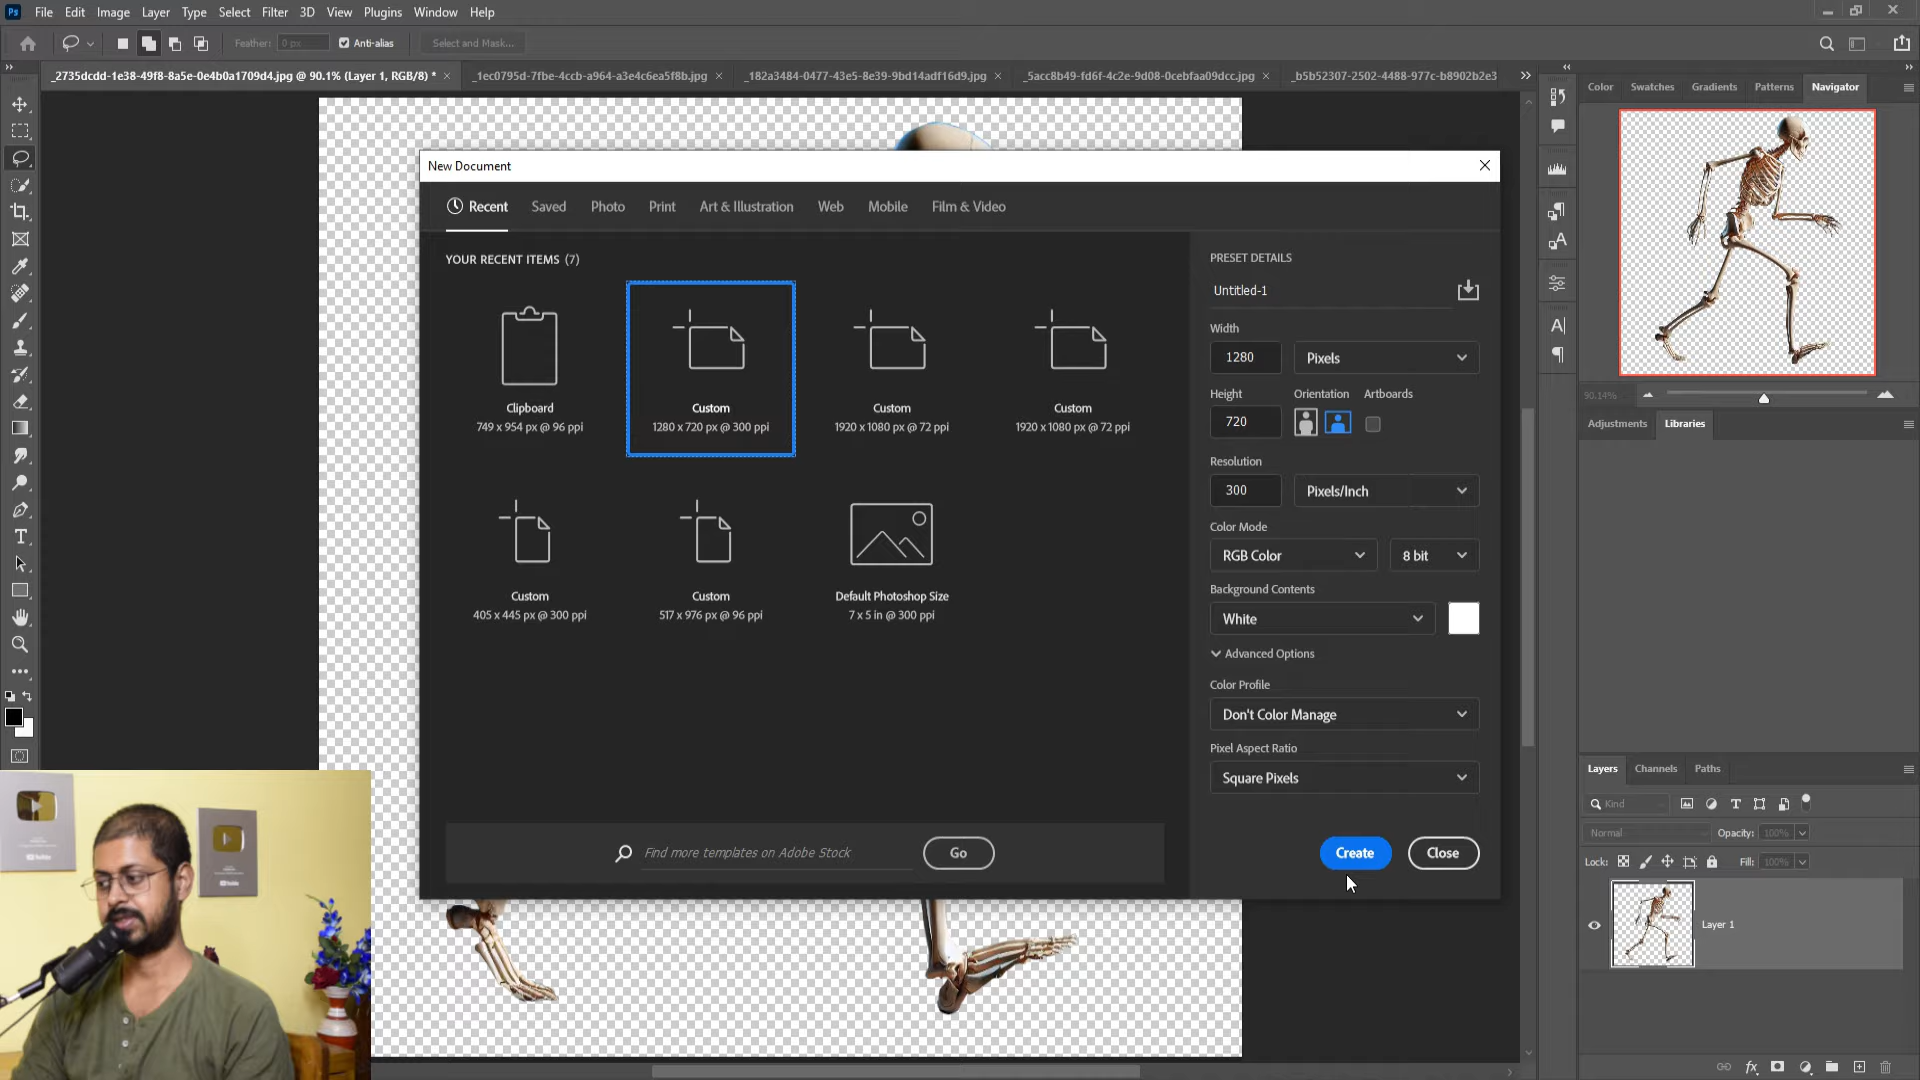 Ps File Edit Image Layer Type Select Filter 3D View Plugins Window Help
Feather: 0 px Anti-alias Select and Mask...
_2735dcdd-1e38-49f8-8a5e-0e4b0a1709d4.jpg @ 90.1% (Layer 1, RGB/8) * _1ec0795d-7fbe-4ccb-a964-a3e4c6ea5f8b.jpg _182a3484-0477-43e5-8e39-9bd14adf16d9.jpg _5acc8b49-fd6f-4c2e-9d08-0cebfaa09dcc.jpg _b5b52307-2502-4488-977c-b8902b2e3
Color Swatches Gradients Patterns Navigator
New Document
Recent Saved Photo Print Art & Illustration Web Mobile Film & Video
YOUR RECENT ITEMS (7)
Clipboard
749 x 954 px @ 96 ppi
Custom
1280 x 720 px @ 300 ppi
Custom
1920 x 1080 px @ 72 ppi
Custom
1920 x 1080 px @ 72 ppi
Custom
405 x 445 px @ 300 ppi
Custom
517 x 976 px @ 96 ppi
Default Photoshop Size
7 x 5 in @ 300 ppi
Find more templates on Adobe Stock Go
PRESET DETAILS
Untitled-1
Width
1280 Pixels
Height Orientation Artboards
720
Resolution
300 Pixels/Inch
Color Mode
RGB Color 8 bit
Background Contents
White
Advanced Options
Color Profile
Don't Color Manage
Pixel Aspect Ratio
Square Pixels
Create Close
90.14%
Adjustments Libraries
Layers Channels Paths
Kind
Normal Opacity: 100%
Lock: Fill: 100%
Layer 1
fx